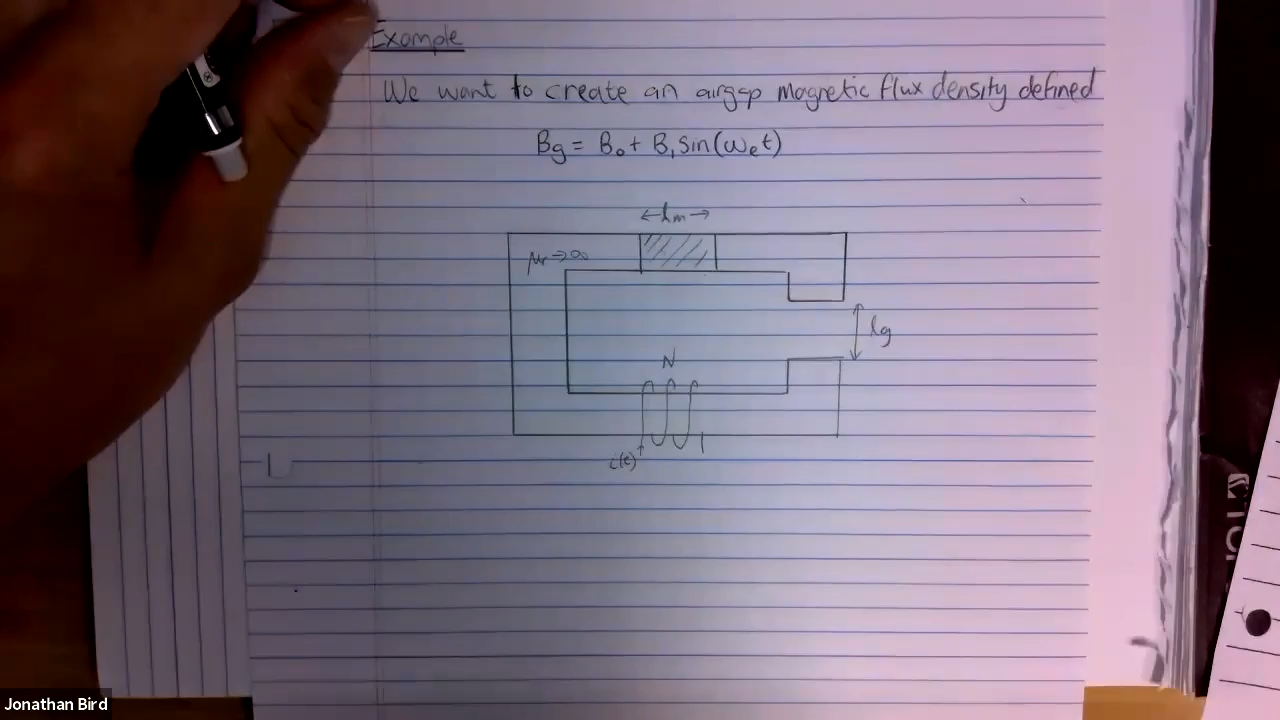 Example
We want to create an airgap magnetic flux density defined
Bg = B₀ + B₁ sin(ωet)
lm
μr→∞
lg
N
i(t)
Jonathan Bird